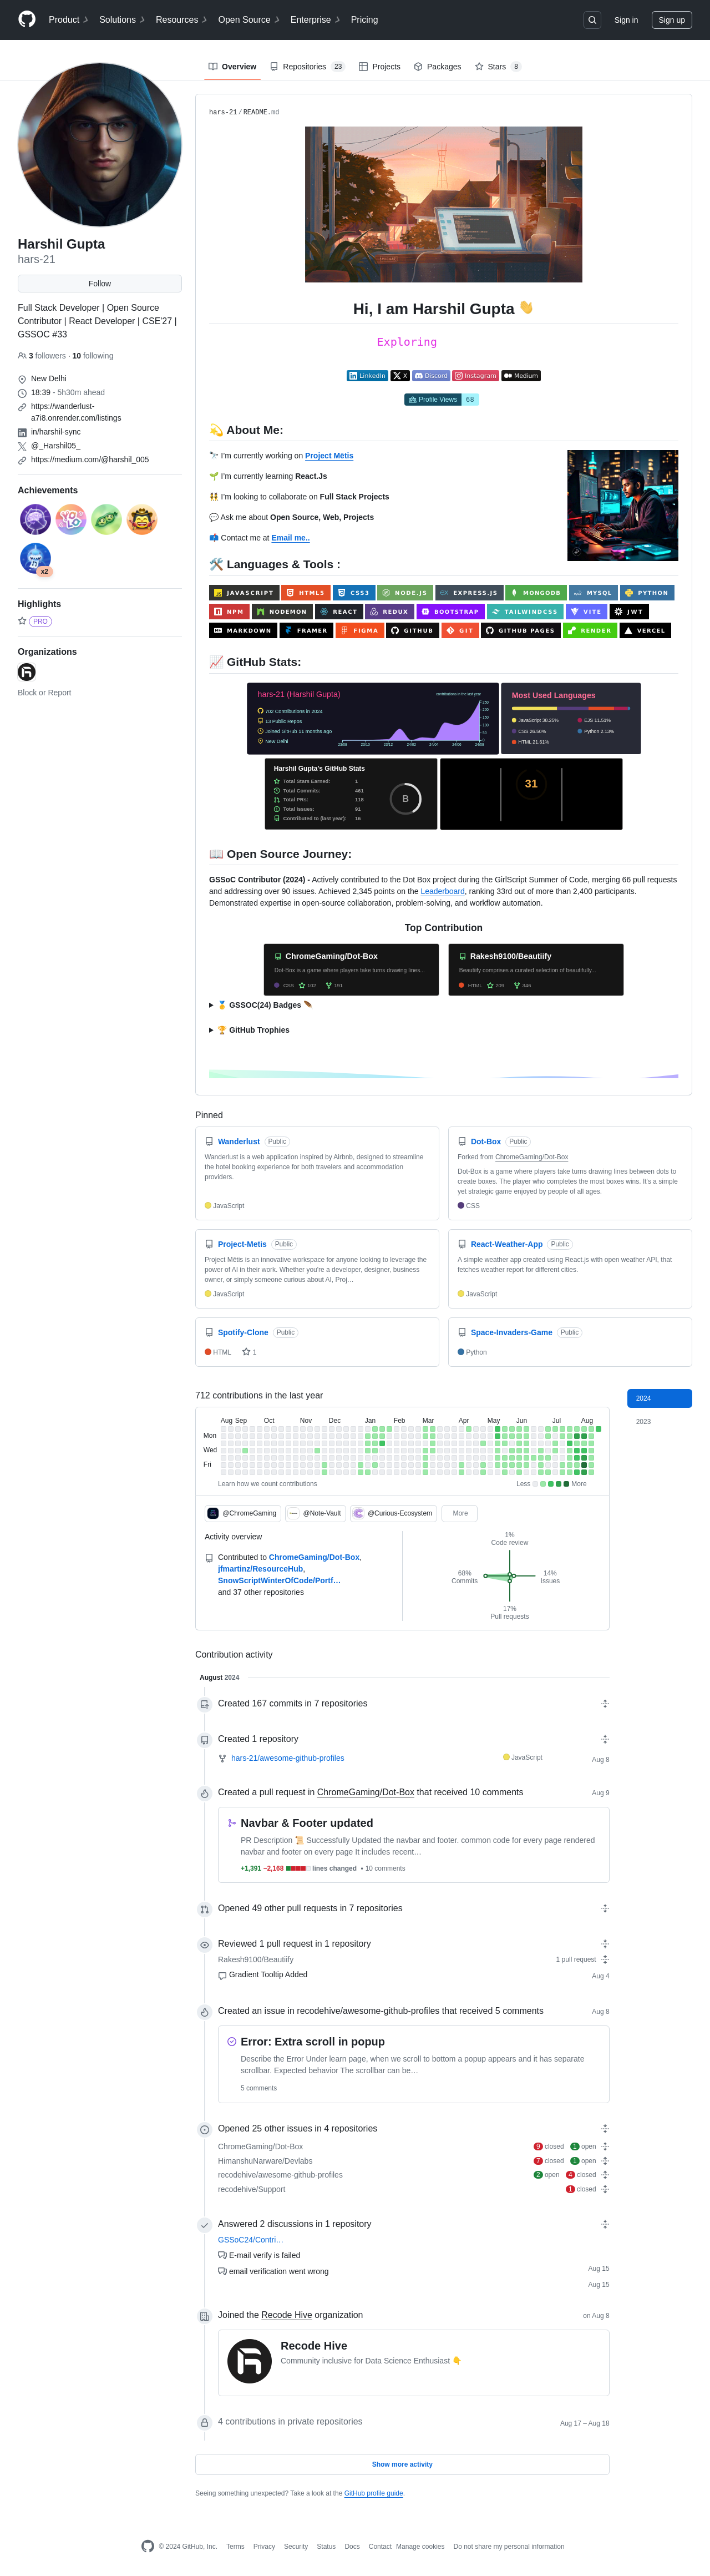 Product Solutions Resources Open Source Enterprise Pricing Sign in Sign up
Overview Repositories 23 Projects Packages Stars 8
Harshil Gupta
hars-21
Follow
Full Stack Developer | Open Source
Contributor | React Developer | CSE'27 |
GSSOC #33
3 followers · 10 following
New Delhi
18:39 - 5h30m ahead
https://wanderlust-
a7i8.onrender.com/listings
in/harshil-sync
@_Harshil05_
https://medium.com/@harshil_005
Achievements
x2
Highlights
PRO
Organizations
Block or Report
hars-21/README.md
Hi, I am Harshil Gupta 👋
Exploring
LinkedIn X Discord Instagram Medium
Profile Views 68
💫 About Me:
🔭 I'm currently working on Project Mētis
🌱 I'm currently learning React.Js
👯 I'm looking to collaborate on Full Stack Projects
💬 Ask me about Open Source, Web, Projects
📫 Contact me at Email me..
🛠️ Languages & Tools :
JAVASCRIPT HTML5 CSS3 NODE.JS EXPRESS.JS MONGODB MYSQL PYTHON
NPM NODEMON REACT REDUX BOOTSTRAP TAILWINDCSS VITE JWT
MARKDOWN FRAMER FIGMA GITHUB GIT GITHUB PAGES RENDER VERCEL
📈 GitHub Stats:
hars-21 (Harshil Gupta)
contributions in the last year
702 Contributions in 2024
13 Public Repos
Joined GitHub 11 months ago
New Delhi
Most Used Languages
JavaScript 38.25% EJS 11.51%
CSS 26.50% Python 2.13%
HTML 21.61%
Harshil Gupta's GitHub Stats
Total Stars Earned: 1
Total Commits: 461
Total PRs: 118
Total Issues: 91
Contributed to (last year): 16
B
31
📖 Open Source Journey:
GSSoC Contributor (2024) - Actively contributed to the Dot Box project during the GirlScript Summer of Code, merging 66 pull requests
and addressing over 90 issues. Achieved 2,345 points on the Leaderboard, ranking 33rd out of more than 2,400 participants.
Demonstrated expertise in open-source collaboration, problem-solving, and workflow automation.
Top Contribution
ChromeGaming/Dot-Box
Dot-Box is a game where players take turns drawing lines...
CSS 102 191
Rakesh9100/Beautiify
Beautiify comprises a curated selection of beautifully...
HTML 205 346
🏅 GSSOC(24) Badges 🪶
🏆 GitHub Trophies
Pinned
Wanderlust Public
Wanderlust is a web application inspired by Airbnb, designed to streamline
the hotel booking experience for both travelers and accommodation
providers.
JavaScript
Dot-Box Public
Forked from ChromeGaming/Dot-Box
Dot-Box is a game where players take turns drawing lines between dots to
create boxes. The player who completes the most boxes wins. It's a simple
yet strategic game enjoyed by people of all ages.
CSS
Project-Metis Public
Project Mētis is an innovative workspace for anyone looking to leverage the
power of AI in their work. Whether you're a developer, designer, business
owner, or simply someone curious about AI, Proj…
JavaScript
React-Weather-App Public
A simple weather app created using React.js with open weather API, that
fetches weather report for different cities.
JavaScript
Spotify-Clone Public
HTML 1
Space-Invaders-Game Public
Python
712 contributions in the last year
2024
2023
Aug Sep Oct Nov Dec Jan Feb Mar Apr May Jun Jul Aug
Mon
Wed
Fri
Learn how we count contributions
Less More
@ChromeGaming @Note-Vault @Curious-Ecosystem More
Activity overview
Contributed to ChromeGaming/Dot-Box,
jfmartinz/ResourceHub,
SnowScriptWinterOfCode/Portf…
and 37 other repositories
1%
Code review
68%
Commits
14%
Issues
17%
Pull requests
Contribution activity
August 2024
Created 167 commits in 7 repositories
Created 1 repository
hars-21/awesome-github-profiles JavaScript Aug 8
Created a pull request in ChromeGaming/Dot-Box that received 10 comments Aug 9
Navbar & Footer updated
PR Description 📜 Successfully Updated the navbar and footer. common code for every page rendered
navbar and footer on every page It includes recent…
+1,391 −2,168 lines changed • 10 comments
Opened 49 other pull requests in 7 repositories
Reviewed 1 pull request in 1 repository
Rakesh9100/Beautiify 1 pull request
Gradient Tooltip Added Aug 4
Created an issue in recodehive/awesome-github-profiles that received 5 comments Aug 8
Error: Extra scroll in popup
Describe the Error Under learn page, when we scroll to bottom a popup appears and it has separate
scrollbar. Expected behavior The scrollbar can be…
5 comments
Opened 25 other issues in 4 repositories
ChromeGaming/Dot-Box 9 closed 1 open
HimanshuNarware/Devlabs 7 closed 1 open
recodehive/awesome-github-profiles 2 open 4 closed
recodehive/Support 1 closed
Answered 2 discussions in 1 repository
GSSoC24/Contri…
E-mail verify is failed
email verification went wrong Aug 15
Aug 15
Joined the Recode Hive organization on Aug 8
Recode Hive
Community inclusive for Data Science Enthusiast 👇
4 contributions in private repositories Aug 17 – Aug 18
Show more activity
Seeing something unexpected? Take a look at the GitHub profile guide.
© 2024 GitHub, Inc. Terms Privacy Security Status Docs Contact Manage cookies Do not share my personal information